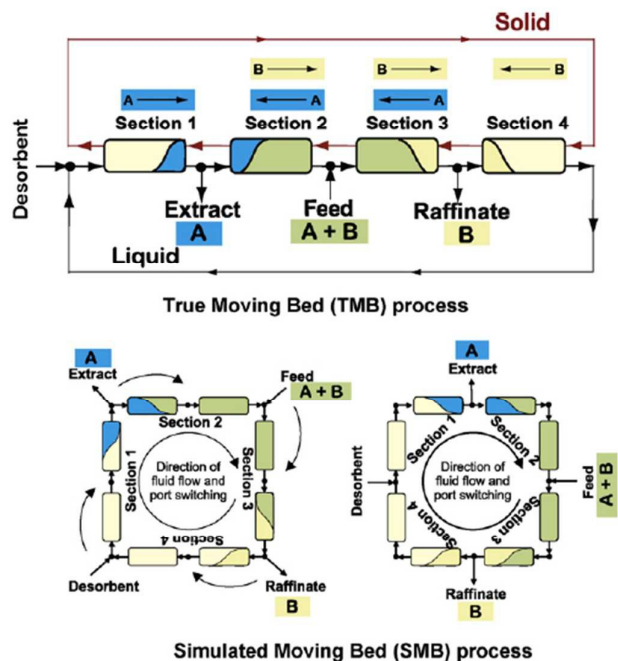 Solid
B B B
A A A
Section 1 Section 2 Section 3 Section 4
Desorbent
Extract Feed Raffinate
A A + B B
Liquid
True Moving Bed (TMB) process
A
Extract
Feed
A + B
Section 2
Section 1
Direction of
fluid flow and
port switching
Section 3
Section 4
Desorbent
Raffinate
B
A
Extract
Section 1
Section 2
Desorbent
Direction of
fluid flow and
port switching
Feed
A + B
Section 4
Section 3
Raffinate
B
Simulated Moving Bed (SMB) process